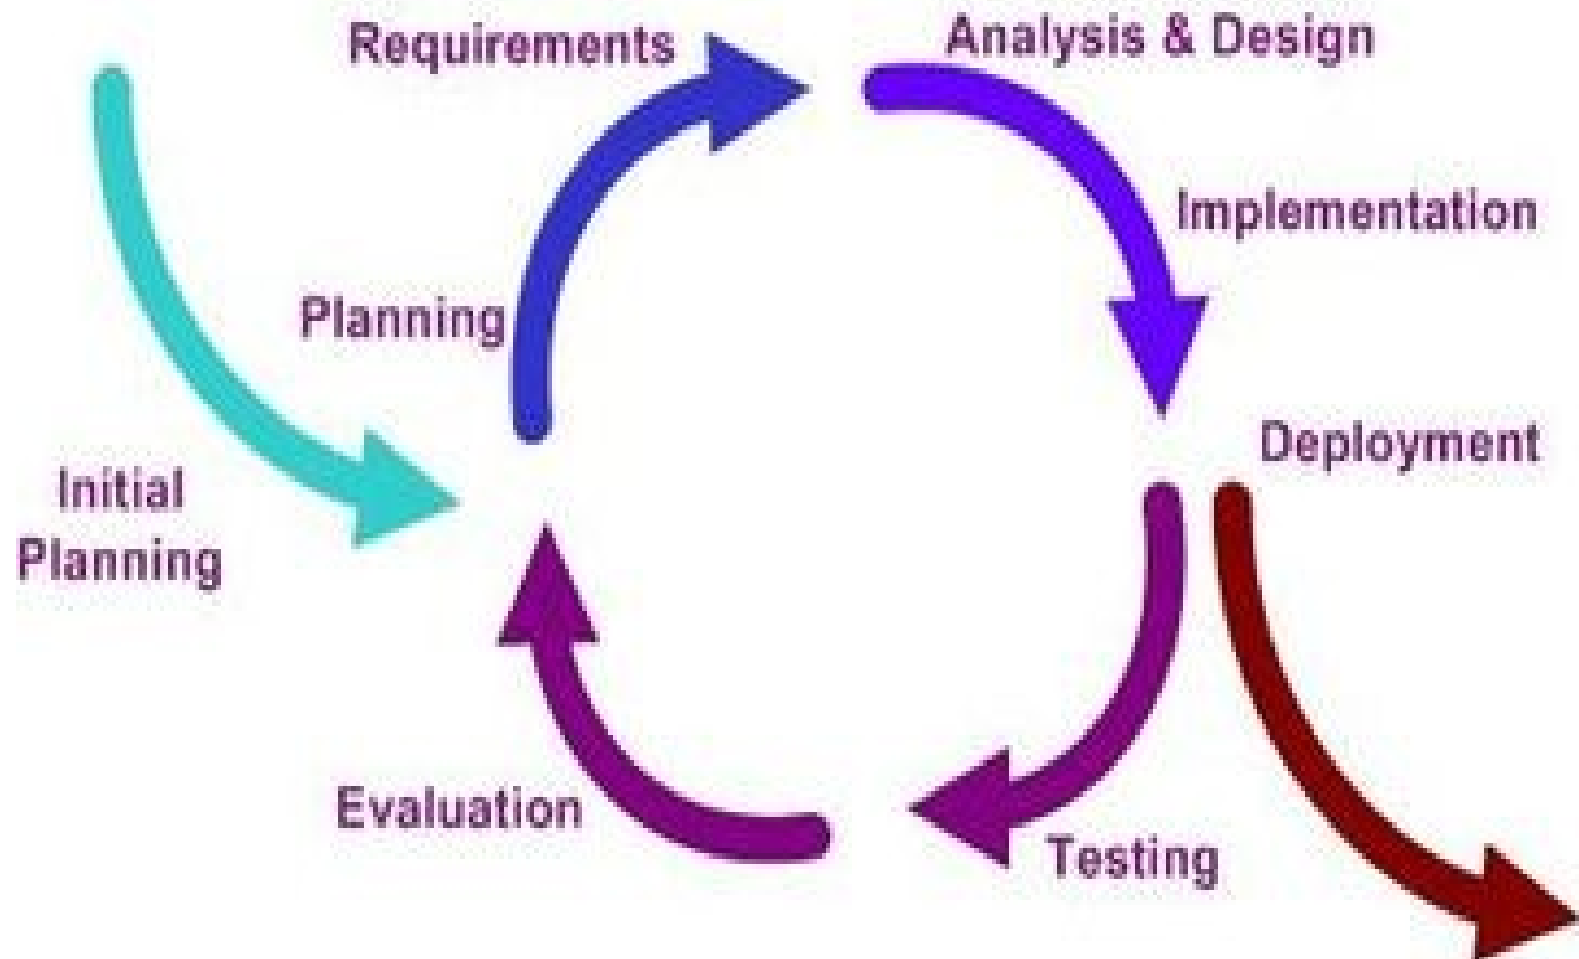 Requirements
Analysis & Design
Implementation
Planning
Deployment
Initial
Planning
Evaluation
Testing